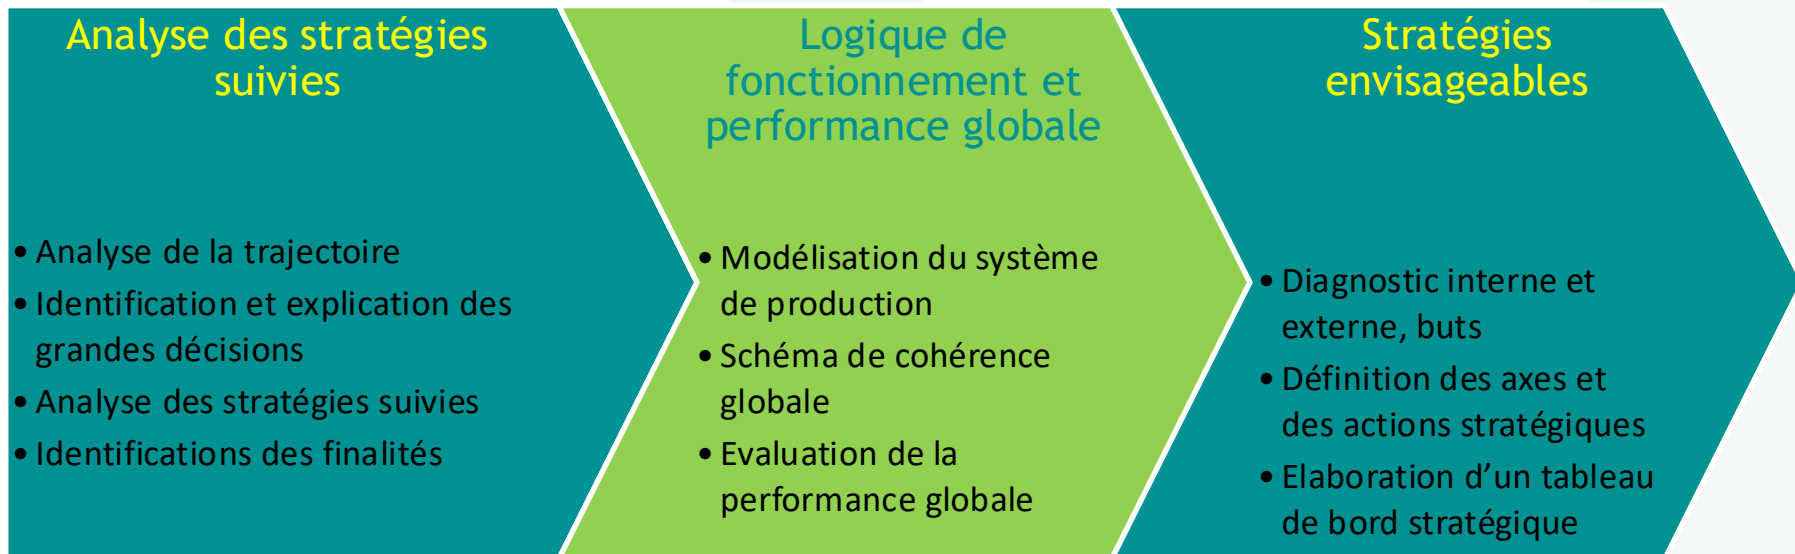 Analyse des stratégies
suivies
• Analyse de la trajectoire
• Identification et explication des
grandes décisions
• Analyse des stratégies suivies
• Identifications des finalités
Logique de
fonctionnement et
performance globale
• Modélisation du système
de production
• Schéma de cohérence
globale
• Evaluation de la
performance globale
Stratégies
envisageables
• Diagnostic interne et
externe, buts
• Définition des axes et
des actions stratégiques
• Elaboration d’un tableau
de bord stratégique